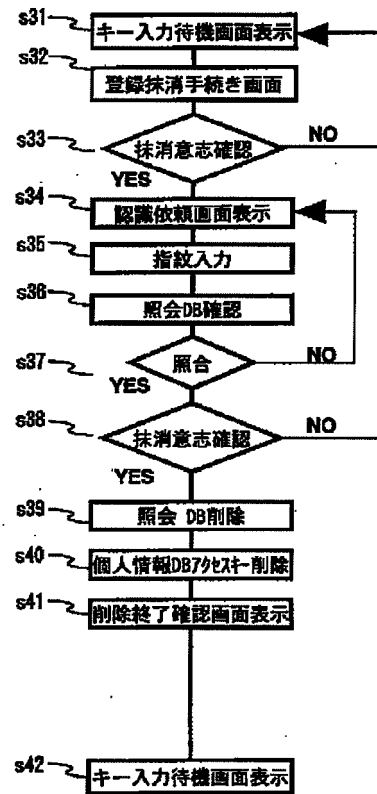 s31
キー入力待機画面表示
s32
登録抹消手続き画面
s33
抹消意志確認
NO
YES
s34
認識依頼画面表示
s35
指紋入力
s36
照会DB確認
s37
照合
NO
YES
s38
抹消意志確認
NO
YES
s39
照会 DB削除
s40
個人情報DBアクセスキー削除
s41
削除終了確認画面表示
s42
キー入力待機画面表示